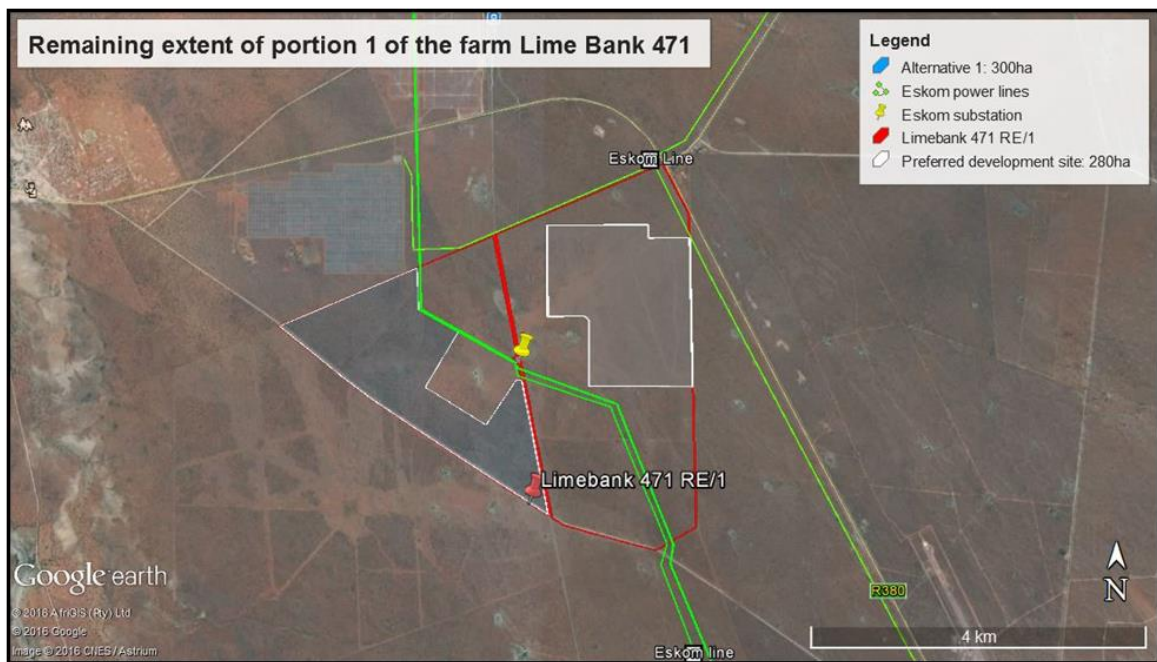 Remaining extent of portion 1 of the farm Lime Bank 471
Legend
Alternative 1: 300ha
Eskom power lines
Eskom substation
Limebank 471 RE/1
Preferred development site: 280ha
Eskom Line
Limebank 471 RE/1
R380
N
4 km
Google earth
© 2016 AfriGIS (Pty) Ltd
© 2016 Google
Image © 2016 CNES / Astrium
Eskom line